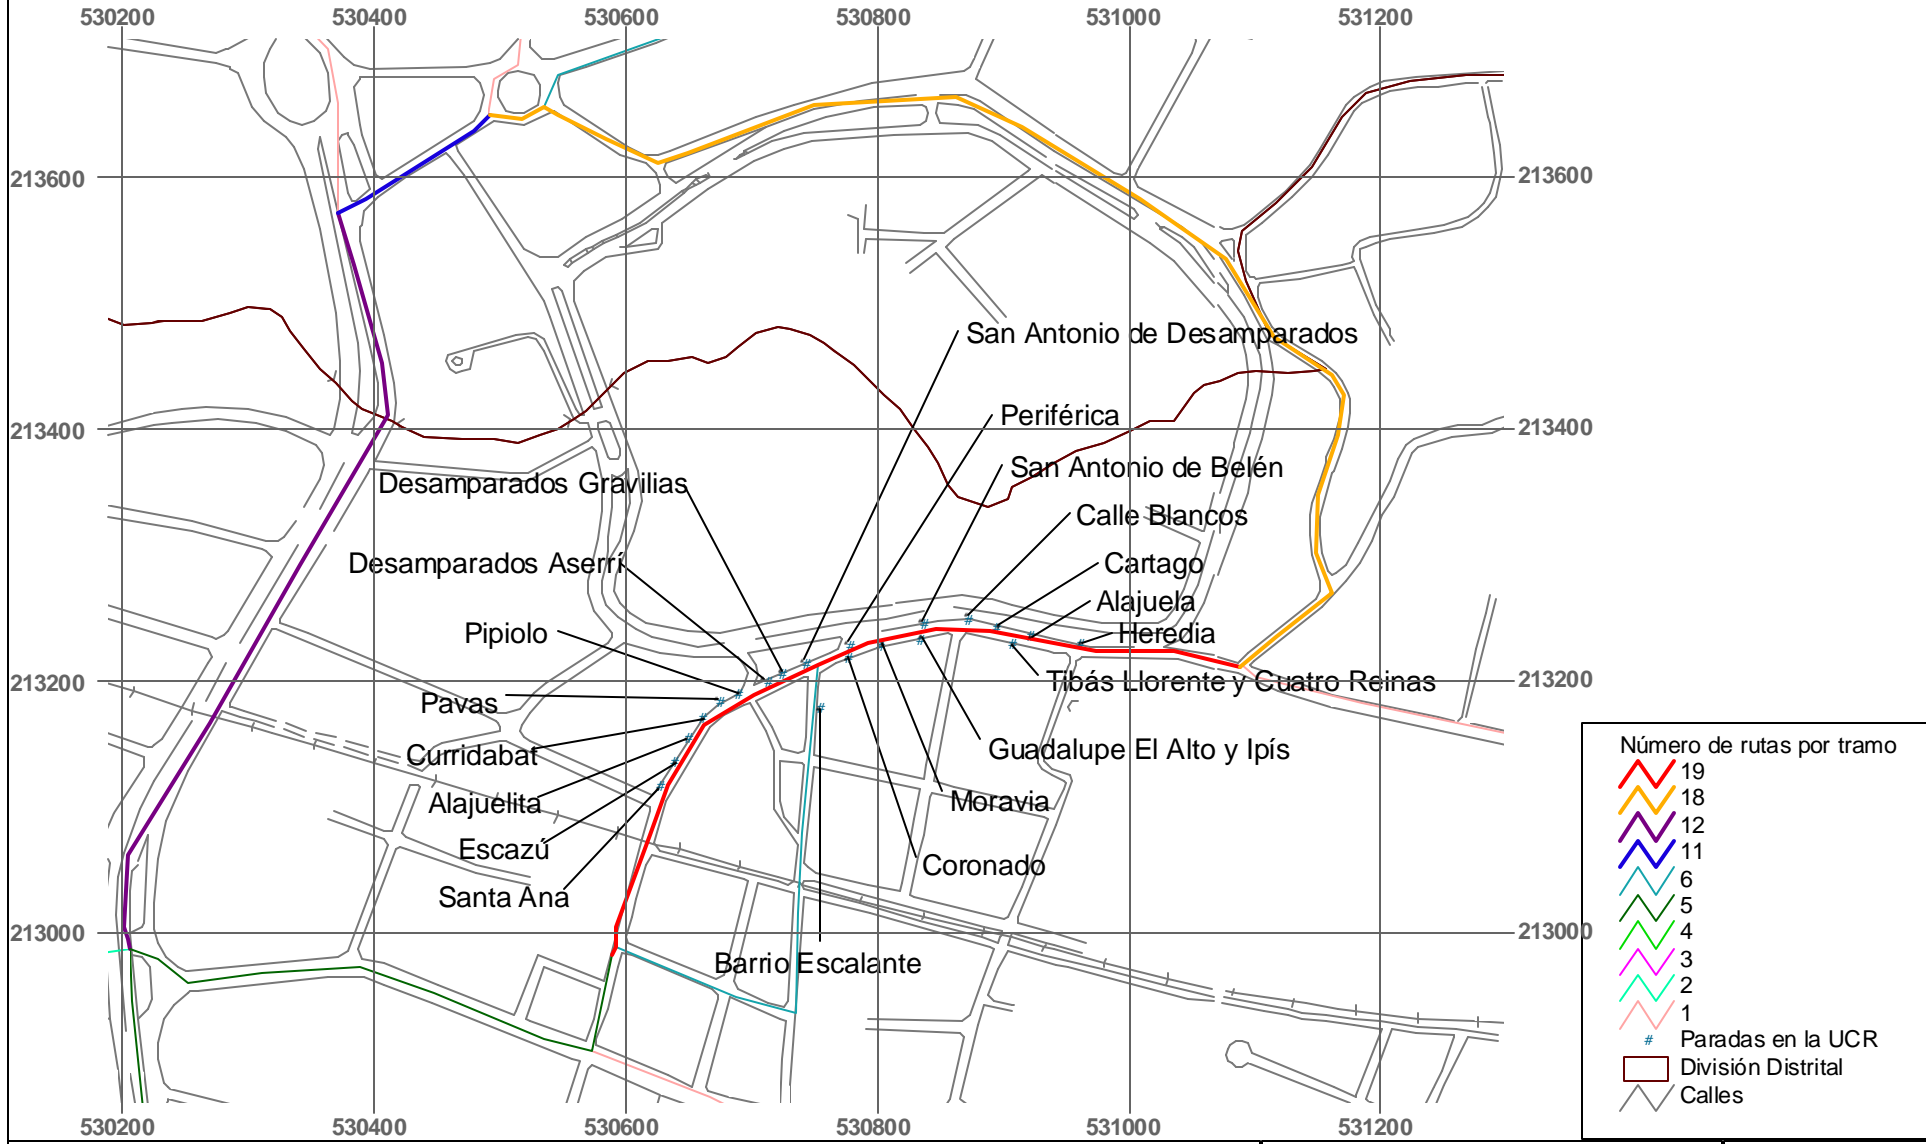 530200 530400 530600 530800 531000 531200
213600 213600
San Antonio de Desamparados
Periférica
213400 213400
San Antonio de Belén
Desamparados Gravilias
Calle Blancos
Desamparados Aserrí
Cartago
Alajuela
Pipiolo
Heredia
213200 213200
Tibás Llorente y Cuatro Reinas
Pavas
Curridabat
Guadalupe El Alto y Ipís
Alajuelita
Moravia
Escazú
Coronado
Santa Ana
213000 213000
Barrio Escalante
530200 530400 530600 530800 531000 531200
Número de rutas por tramo
19
18
12
11
6
5
4
3
2
1
# Paradas en la UCR
División Distrital
Calles